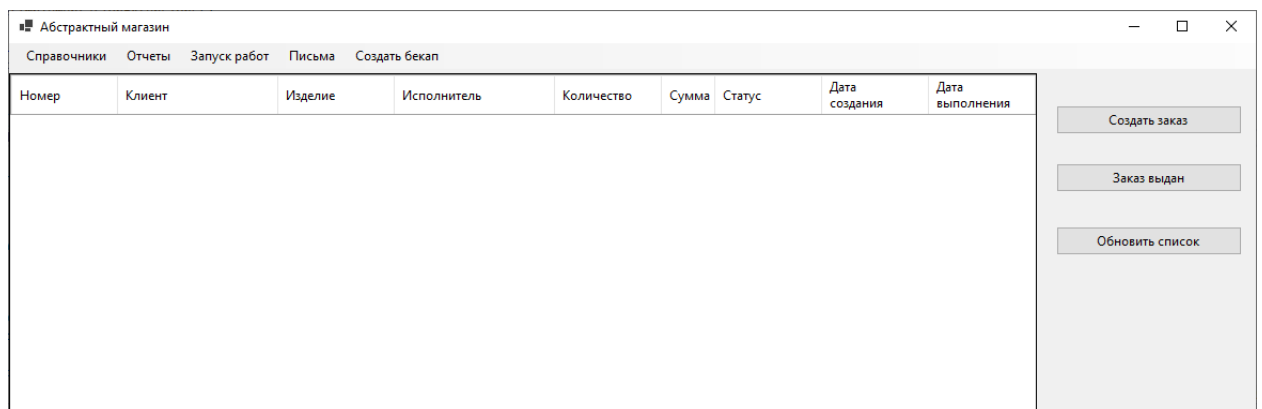 Абстрактный магазин
Справочники Отчеты Запуск работ Письма Создать бекап
Номер Клиент Изделие Исполнитель Количество Сумма Статус Дата создания Дата выполнения
Создать заказ
Заказ выдан
Обновить список